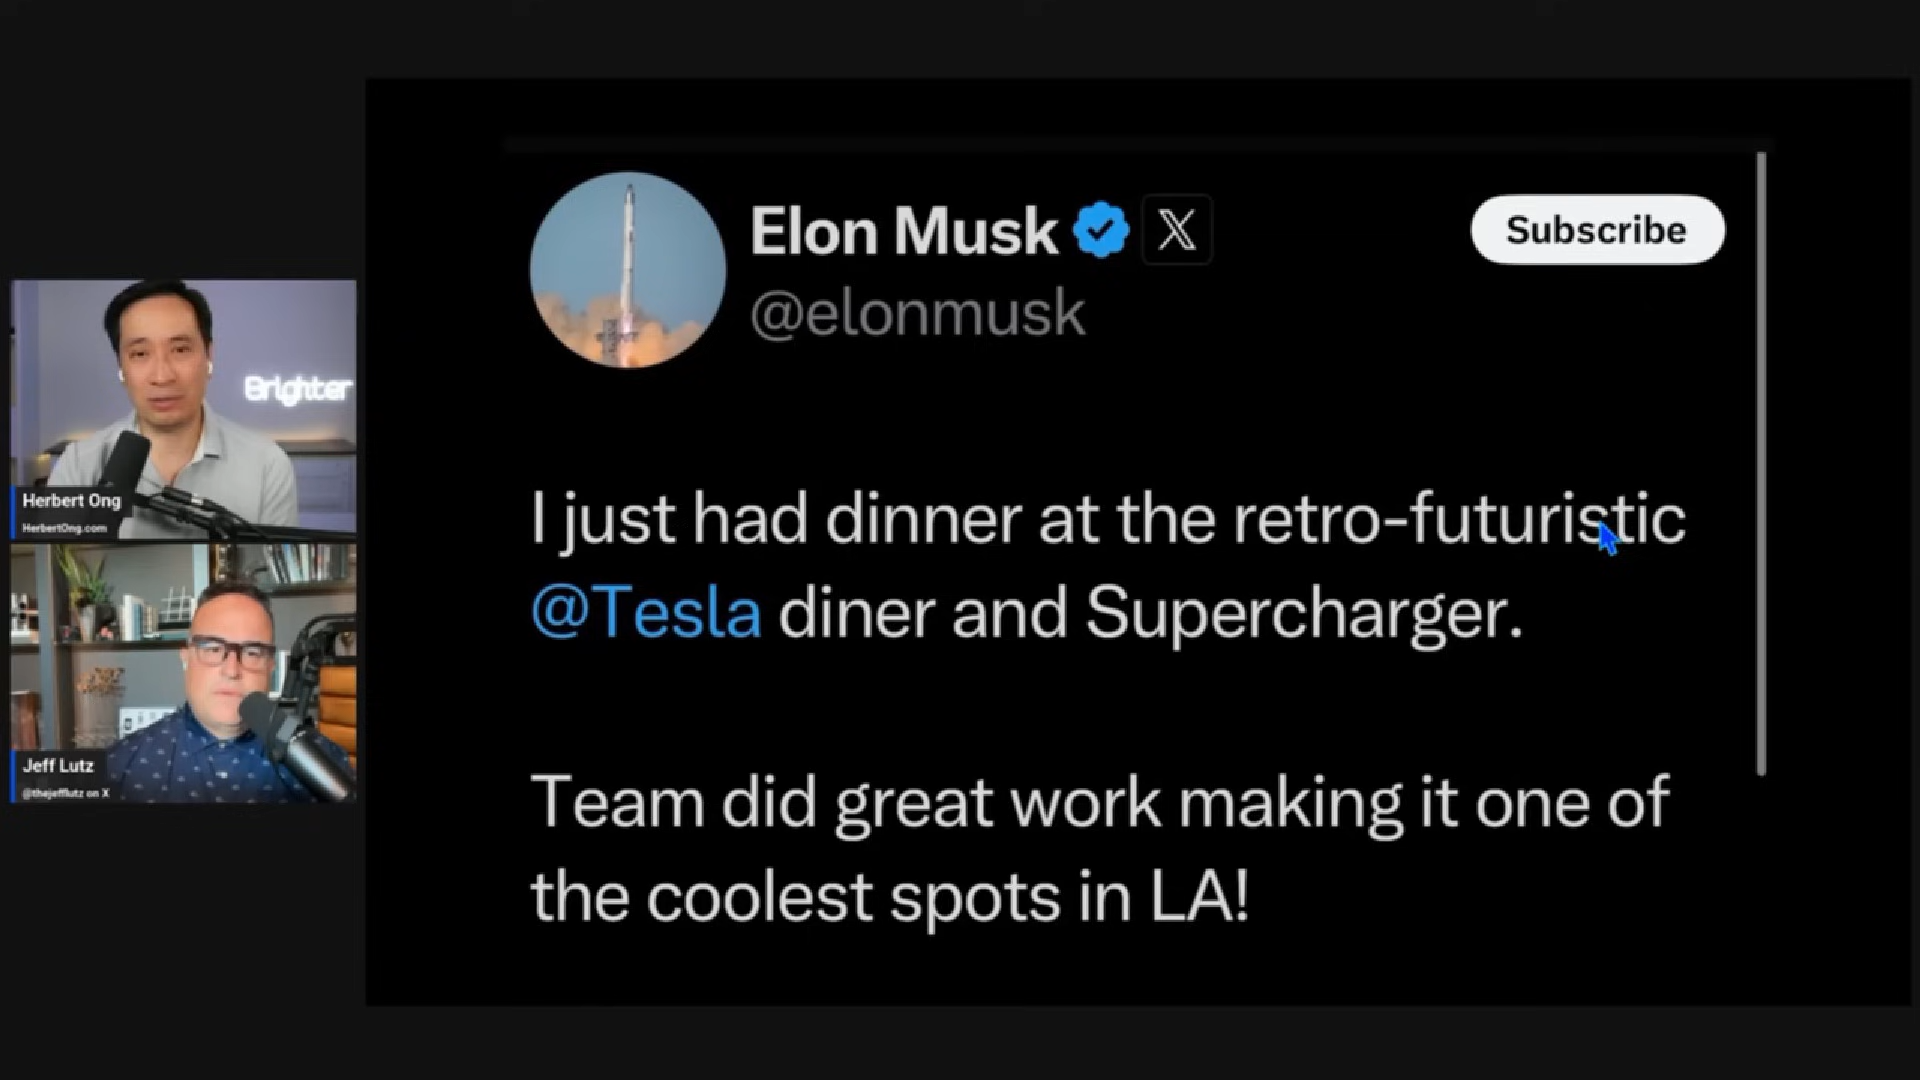 Elon Musk
X
Subscribe
@elonmusk
I just had dinner at the retro-futuristic
@Tesla diner and Supercharger.
Team did great work making it one of
the coolest spots in LA!
Brighter
Herbert Ong
HerbertOng.com
Jeff Lutz
@thejefflutz on X